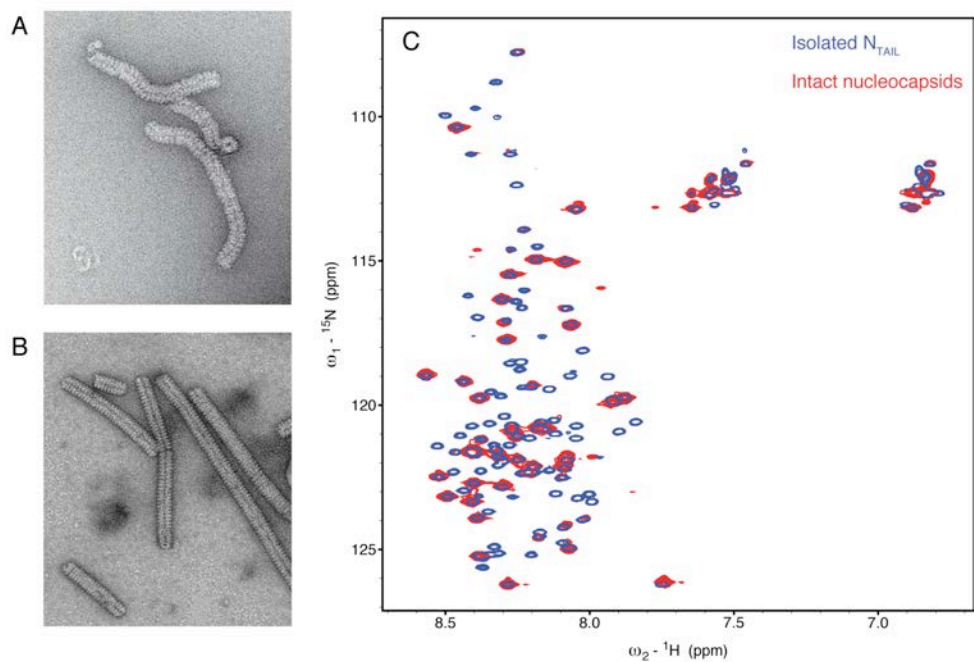 A
B
C
Isolated N_TAIL
Intact nucleocapsids
110
115
120
125
ω1 - 15N (ppm)
8.5
8.0
7.5
7.0
ω2 - 1H (ppm)